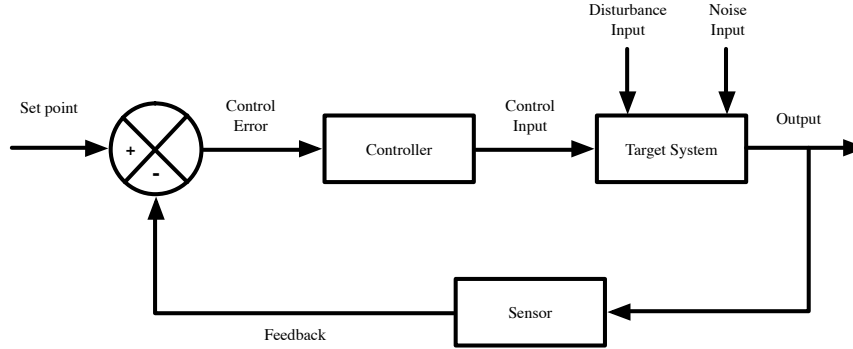 Disturbance
Input
Noise
Input
Set point
Control
Error
Control
Input
Output
+
-
Controller
Target System
Sensor
Feedback